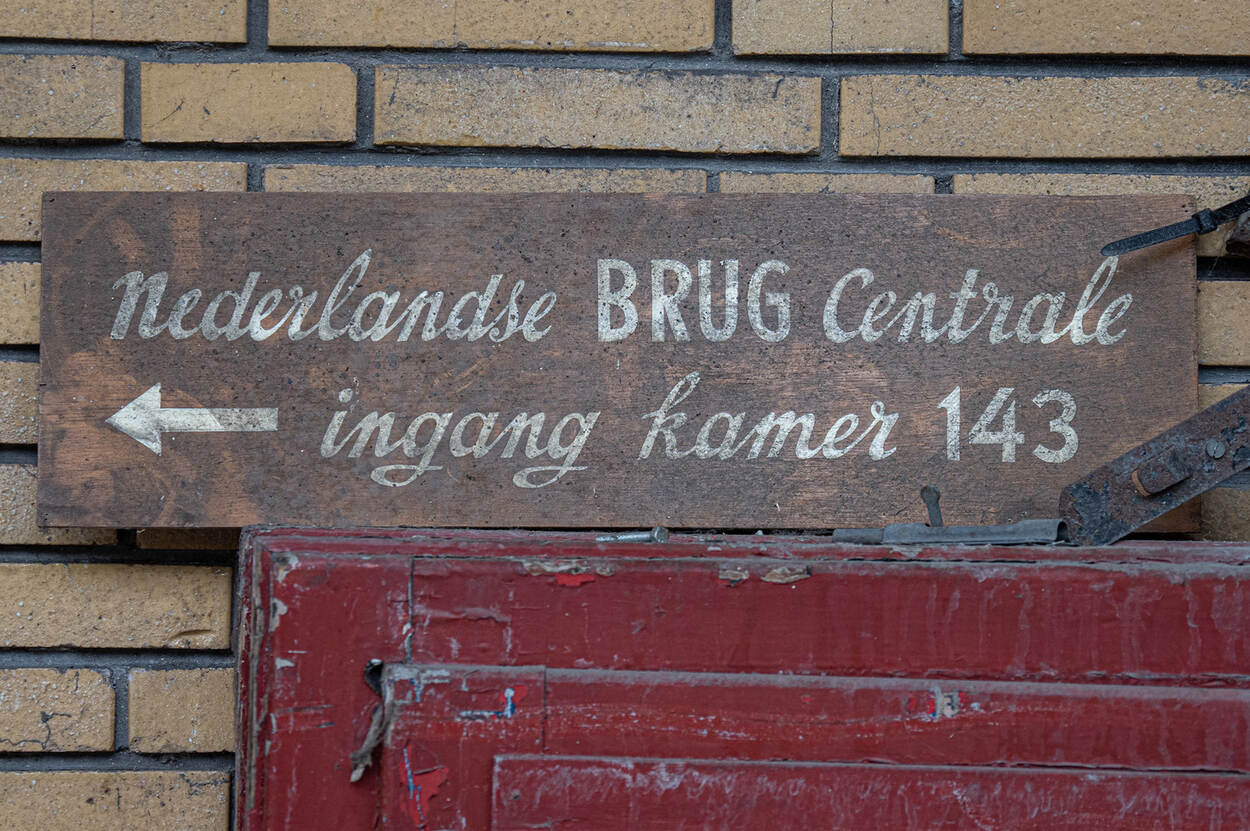 Nederlandse BRUG Centrale
← ingang kamer 143